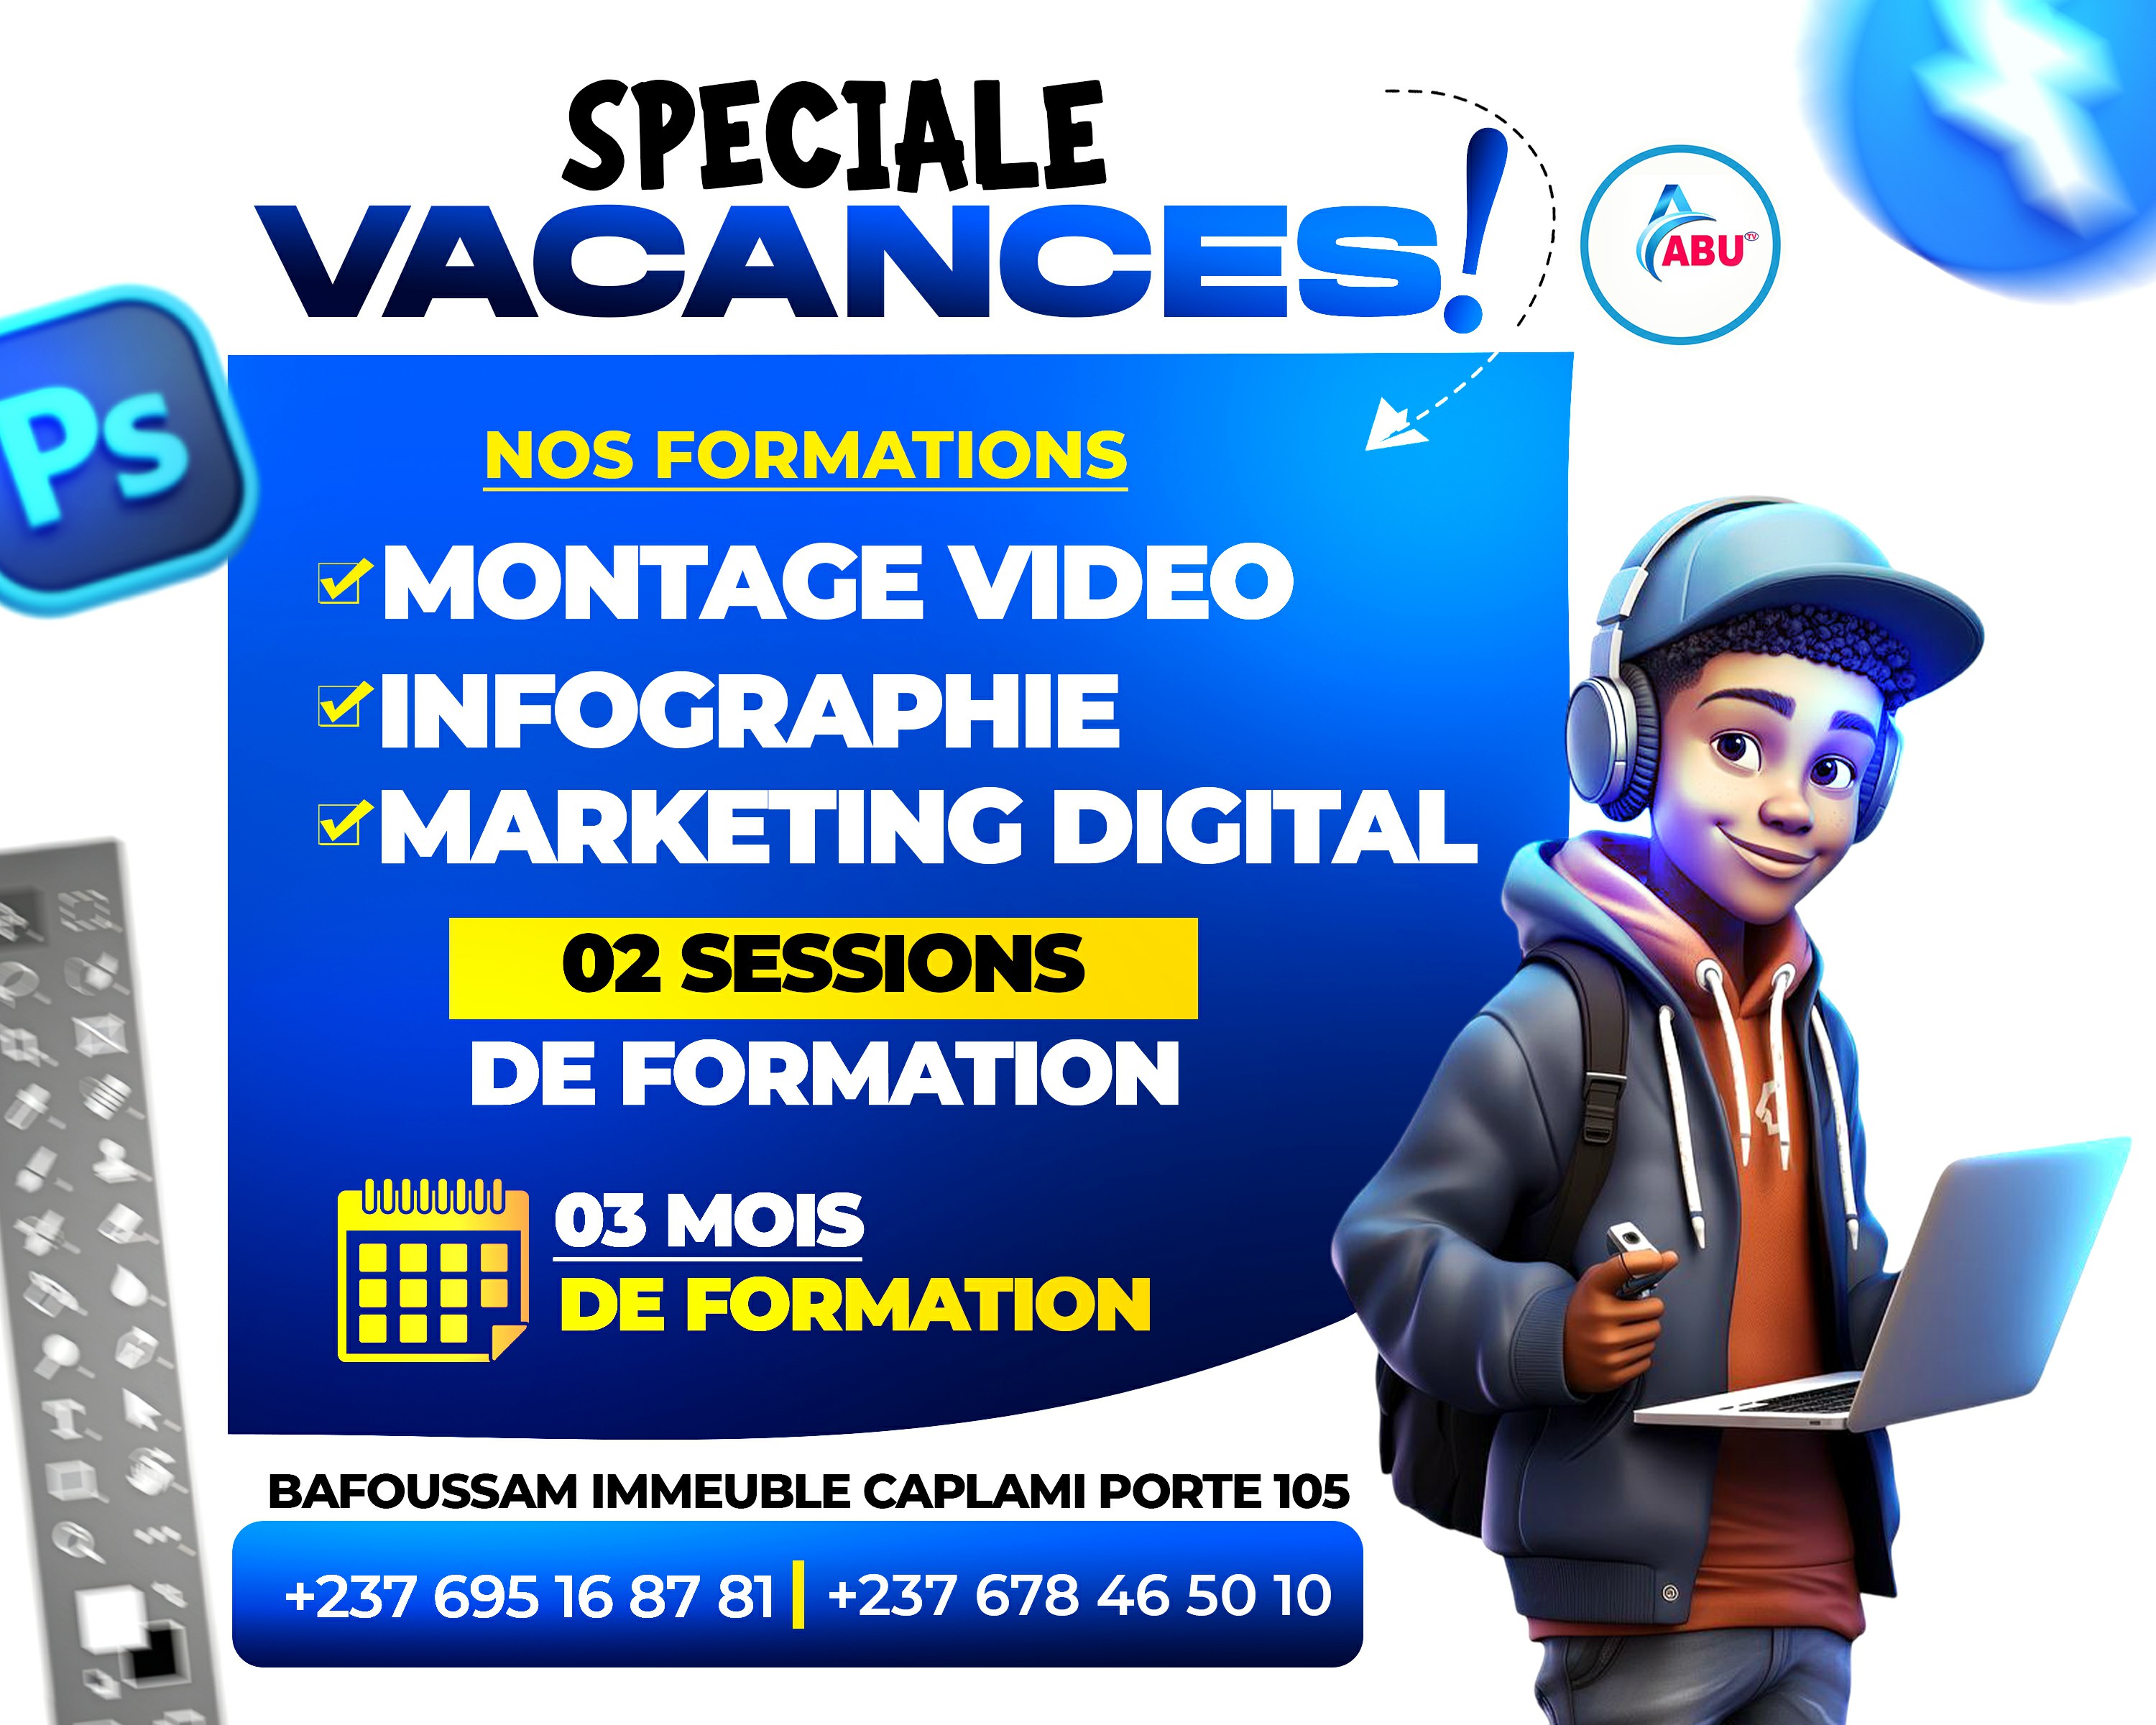 SPECIALE
VACANCES!
ABU TV
Ps
NOS FORMATIONS
MONTAGE VIDEO
INFOGRAPHIE
MARKETING DIGITAL
02 SESSIONS
DE FORMATION
03 MOIS
DE FORMATION
BAFOUSSAM IMMEUBLE CAPLAMI PORTE 105
+237 695 16 87 81 | +237 678 46 50 10